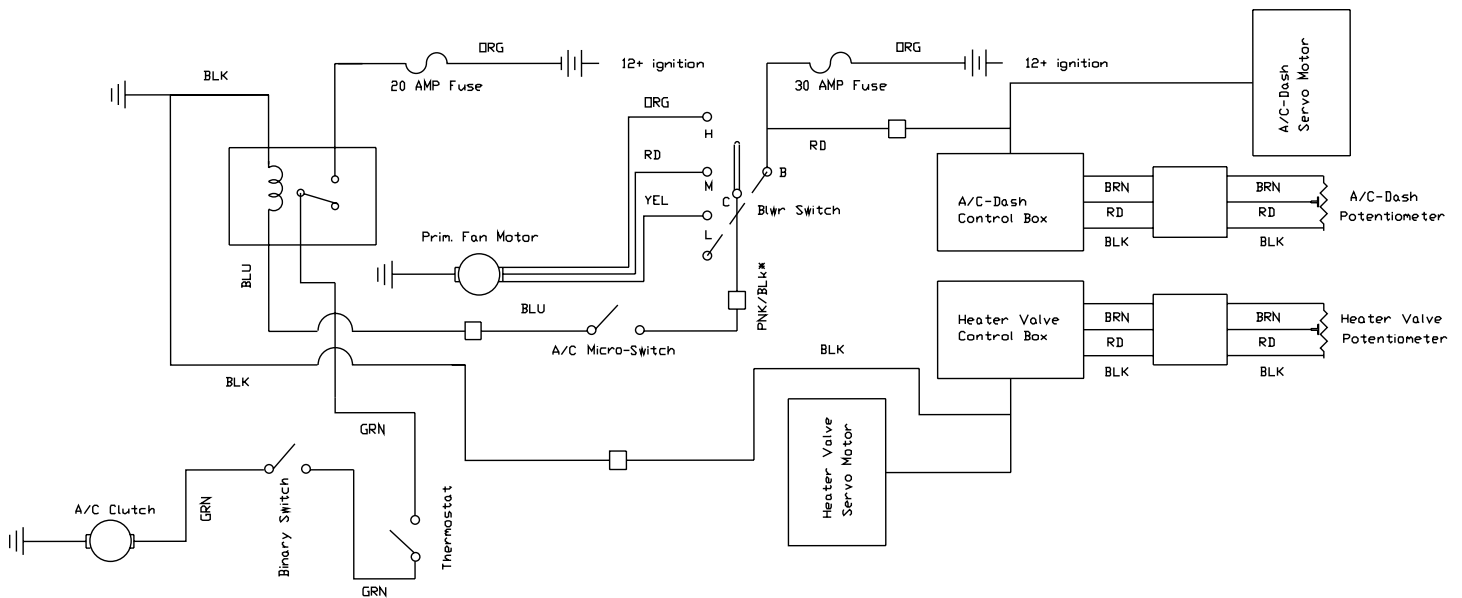 ORG
12+ ignition
20 AMP Fuse
BLK
ORG
12+ ignition
30 AMP Fuse
A/C-Dash
Servo Motor
ORG
H
RD
M
YEL
L
C
B
Blwr Switch
RD
A/C-Dash
Control Box
BRN
RD
BLK
BRN
RD
BLK
A/C-Dash
Potentiometer
Prim. Fan Motor
BLU
BLU
A/C Micro-Switch
PNK/BLk*
Heater Valve
Control Box
BRN
RD
BLK
BRN
RD
BLK
Heater Valve
Potentiometer
BLK
BLK
GRN
Heater Valve
Servo Motor
A/C Clutch
GRN
Binary Switch
Thermostat
GRN